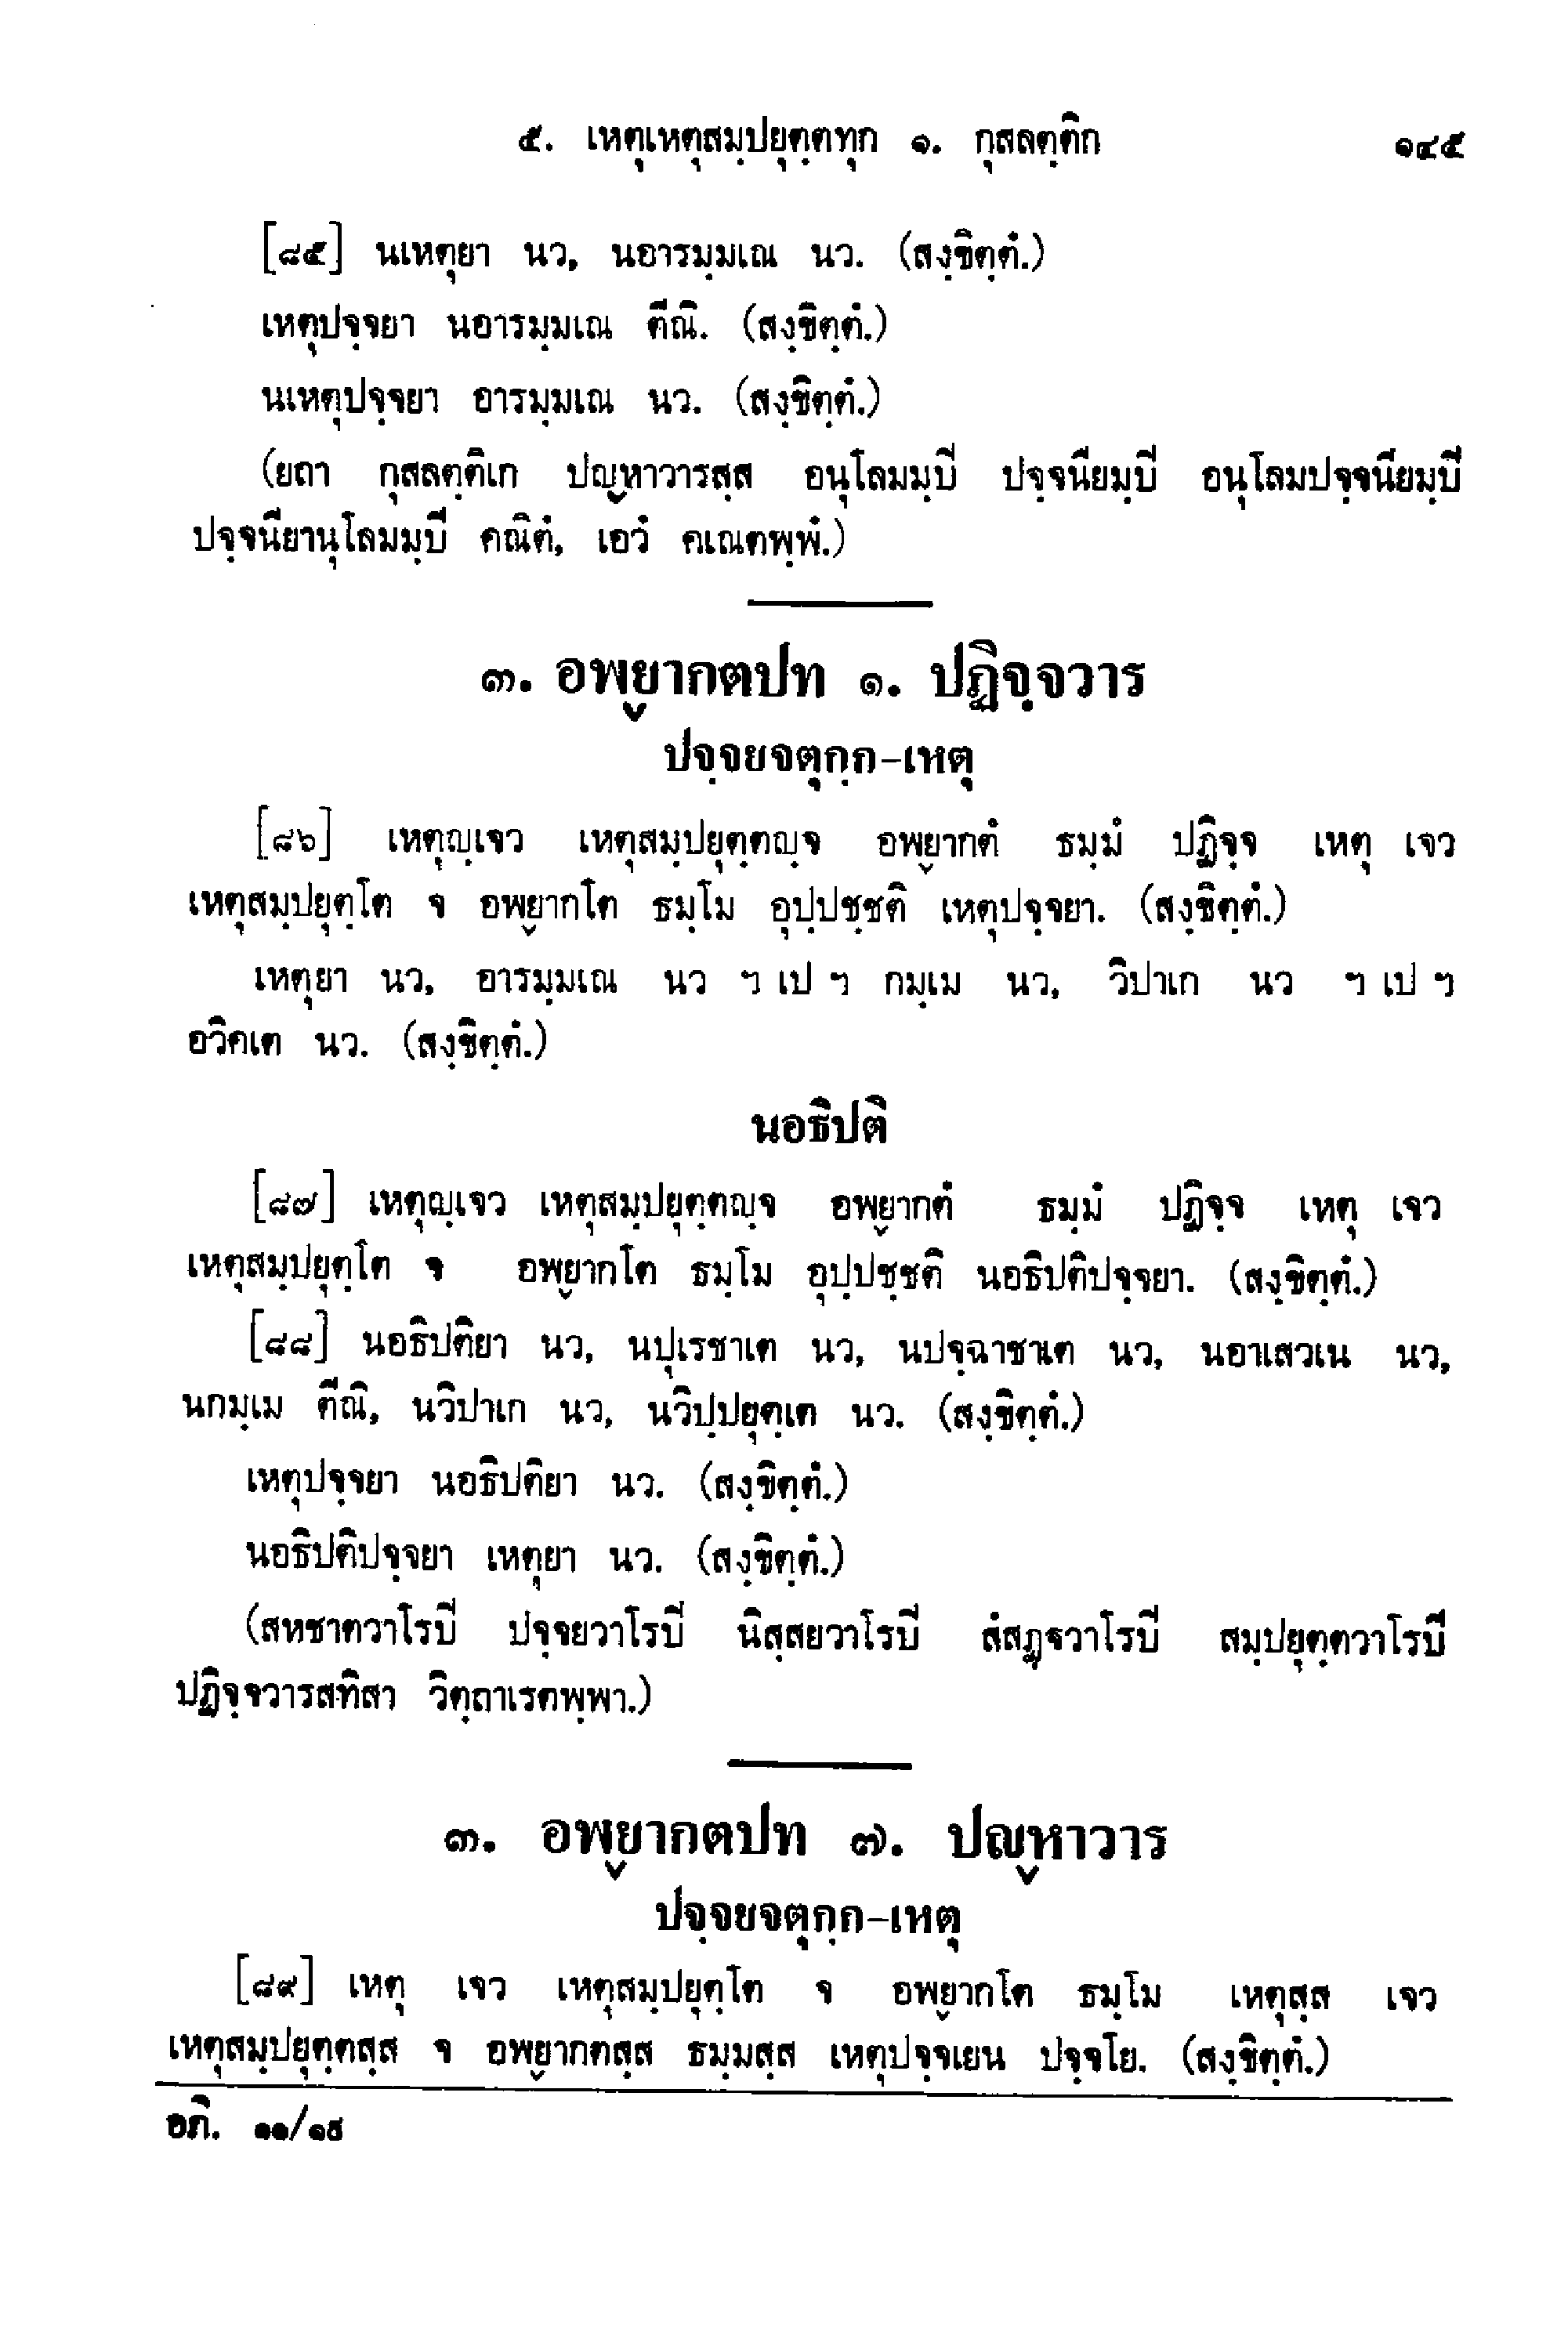 ๕. เหตุเหตุสมฺปยุตฺตทุก ๑. กุสลตฺติก ๑๔๕
[๘๕] นเหตุยา นว, นอารมฺมเณ นว. (สงฺขิตฺตํ.)
เหตุปจฺจยา นอารมฺมเณ ตีณิ. (สงฺขิตฺตํ.)
นเหตุปจฺจยา อารมฺมเณ นว. (สงฺขิตฺตํ.)
(ยถา กุสลตฺติเก ปญฺหาวารสฺส อนุโลมมฺปิ ปจฺจนียมฺปิ อนุโลมปจฺจนียมฺปิ
ปจฺจนียานุโลมมฺปิ คณิตํ, เอวํ คเณตพฺพํ.)
๓. อพฺยากตปท ๑. ปฏิจฺจวาร
ปจฺจยจตุกฺก-เหตุ
[๘๖] เหตุญฺเจว เหตุสมฺปยุตฺตญฺจ อพฺยากตํ ธมฺมํ ปฏิจฺจ เหตุ เจว
เหตุสมฺปยุตฺโต จ อพฺยากโต ธมฺโม อุปฺปชฺชติ เหตุปจฺจยา. (สงฺขิตฺตํ.)
เหตุยา นว, อารมฺมเณ นว ฯ เป ฯ กมฺเม นว, วิปาเก นว ฯ เป ฯ
อวิคเต นว. (สงฺขิตฺตํ.)
นอธิปติ
[๘๗] เหตุญฺเจว เหตุสมฺปยุตฺตญฺจ อพฺยากตํ ธมฺมํ ปฏิจฺจ เหตุ เจว
เหตุสมฺปยุตฺโต จ อพฺยากโต ธมฺโม อุปฺปชฺชติ นอธิปติปจฺจยา. (สงฺขิตฺตํ.)
[๘๘] นอธิปติยา นว, นปุเรชาเต นว, นปจฺฉาชาเต นว, นอาเสวเน นว,
นกมฺเม ตีณิ, นวิปาเก นว, นวิปฺปยุตฺเต นว. (สงฺขิตฺตํ.)
เหตุปจฺจยา นอธิปติยา นว. (สงฺขิตฺตํ.)
นอธิปติปจฺจยา เหตุยา นว. (สงฺขิตฺตํ.)
(สหชาตวาโรปิ ปจฺจยวาโรปิ นิสฺสยวาโรปิ สํสฏฺฐวาโรปิ สมฺปยุตฺตวาโรปิ
ปฏิจฺจวารสทิสา วิตฺถาเรตพฺพา.)
๓. อพฺยากตปท ๗. ปญฺหาวาร
ปจฺจยจตุกฺก-เหตุ
[๘๙] เหตุ เจว เหตุสมฺปยุตฺโต จ อพฺยากโต ธมฺโม เหตุสฺส เจว
เหตุสมฺปยุตฺตสฺส จ อพฺยากตสฺส ธมฺมสฺส เหตุปจฺจเยน ปจฺจโย. (สงฺขิตฺตํ.)
อภิ. ๑๑/๑๘